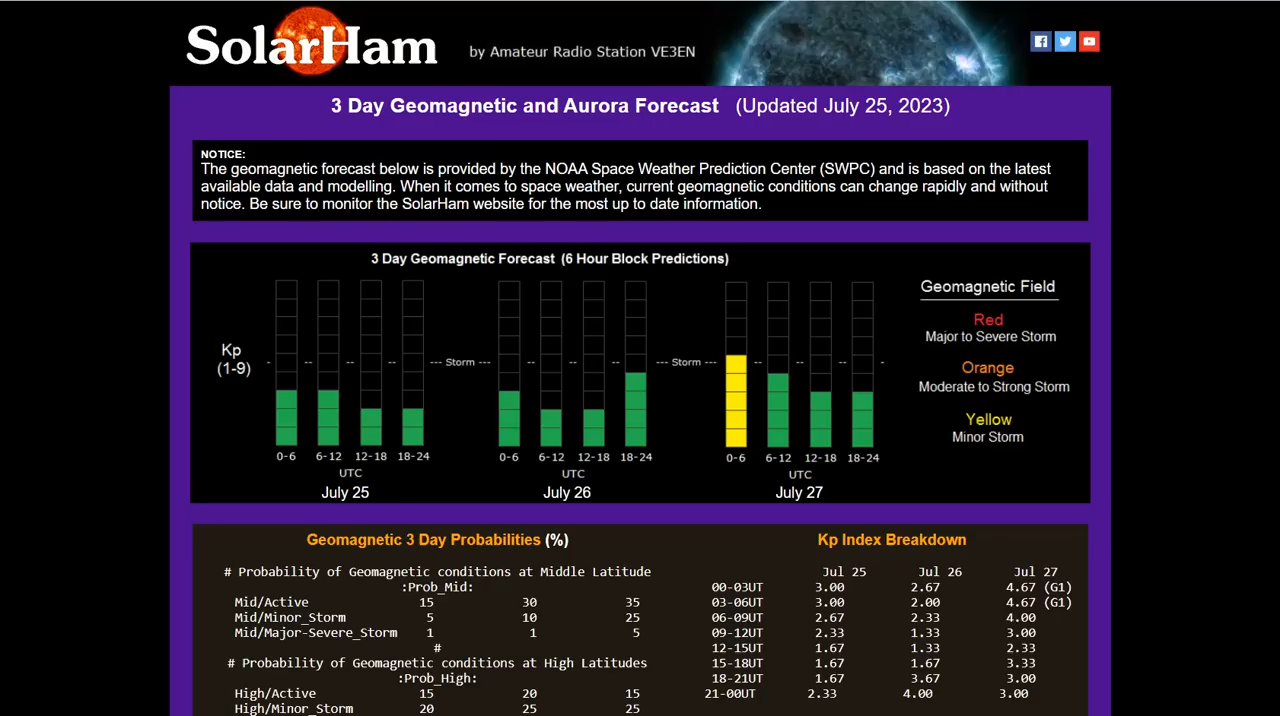 SolarHam
by Amateur Radio Station VE3EN
3 Day Geomagnetic and Aurora Forecast (Updated July 25, 2023)
NOTICE:
The geomagnetic forecast below is provided by the NOAA Space Weather Prediction Center (SWPC) and is based on the latest
available data and modelling. When it comes to space weather, current geomagnetic conditions can change rapidly and without
notice. Be sure to monitor the SolarHam website for the most up to date information.
3 Day Geomagnetic Forecast (6 Hour Block Predictions)
Kp
(1-9)
- -- -- -- --- Storm --- -- -- -- --- Storm --- -- -- -- -
0-6 6-12 12-18 18-24
UTC
July 25
0-6 6-12 12-18 18-24
UTC
July 26
0-6 6-12 12-18 18-24
UTC
July 27
Geomagnetic Field
Red
Major to Severe Storm
Orange
Moderate to Strong Storm
Yellow
Minor Storm
Geomagnetic 3 Day Probabilities (%)
# Probability of Geomagnetic conditions at Middle Latitude
:Prob_Mid:
Mid/Active 15 30 35
Mid/Minor_Storm 5 10 25
Mid/Major-Severe_Storm 1 1 5
#
# Probability of Geomagnetic conditions at High Latitudes
:Prob_High:
High/Active 15 20 15
High/Minor_Storm 20 25 25
Kp Index Breakdown
Jul 25 Jul 26 Jul 27
00-03UT 3.00 2.67 4.67 (G1)
03-06UT 3.00 2.00 4.67 (G1)
06-09UT 2.67 2.33 4.00
09-12UT 2.33 1.33 3.00
12-15UT 1.67 1.33 2.33
15-18UT 1.67 1.67 3.33
18-21UT 1.67 3.67 3.00
21-00UT 2.33 4.00 3.00